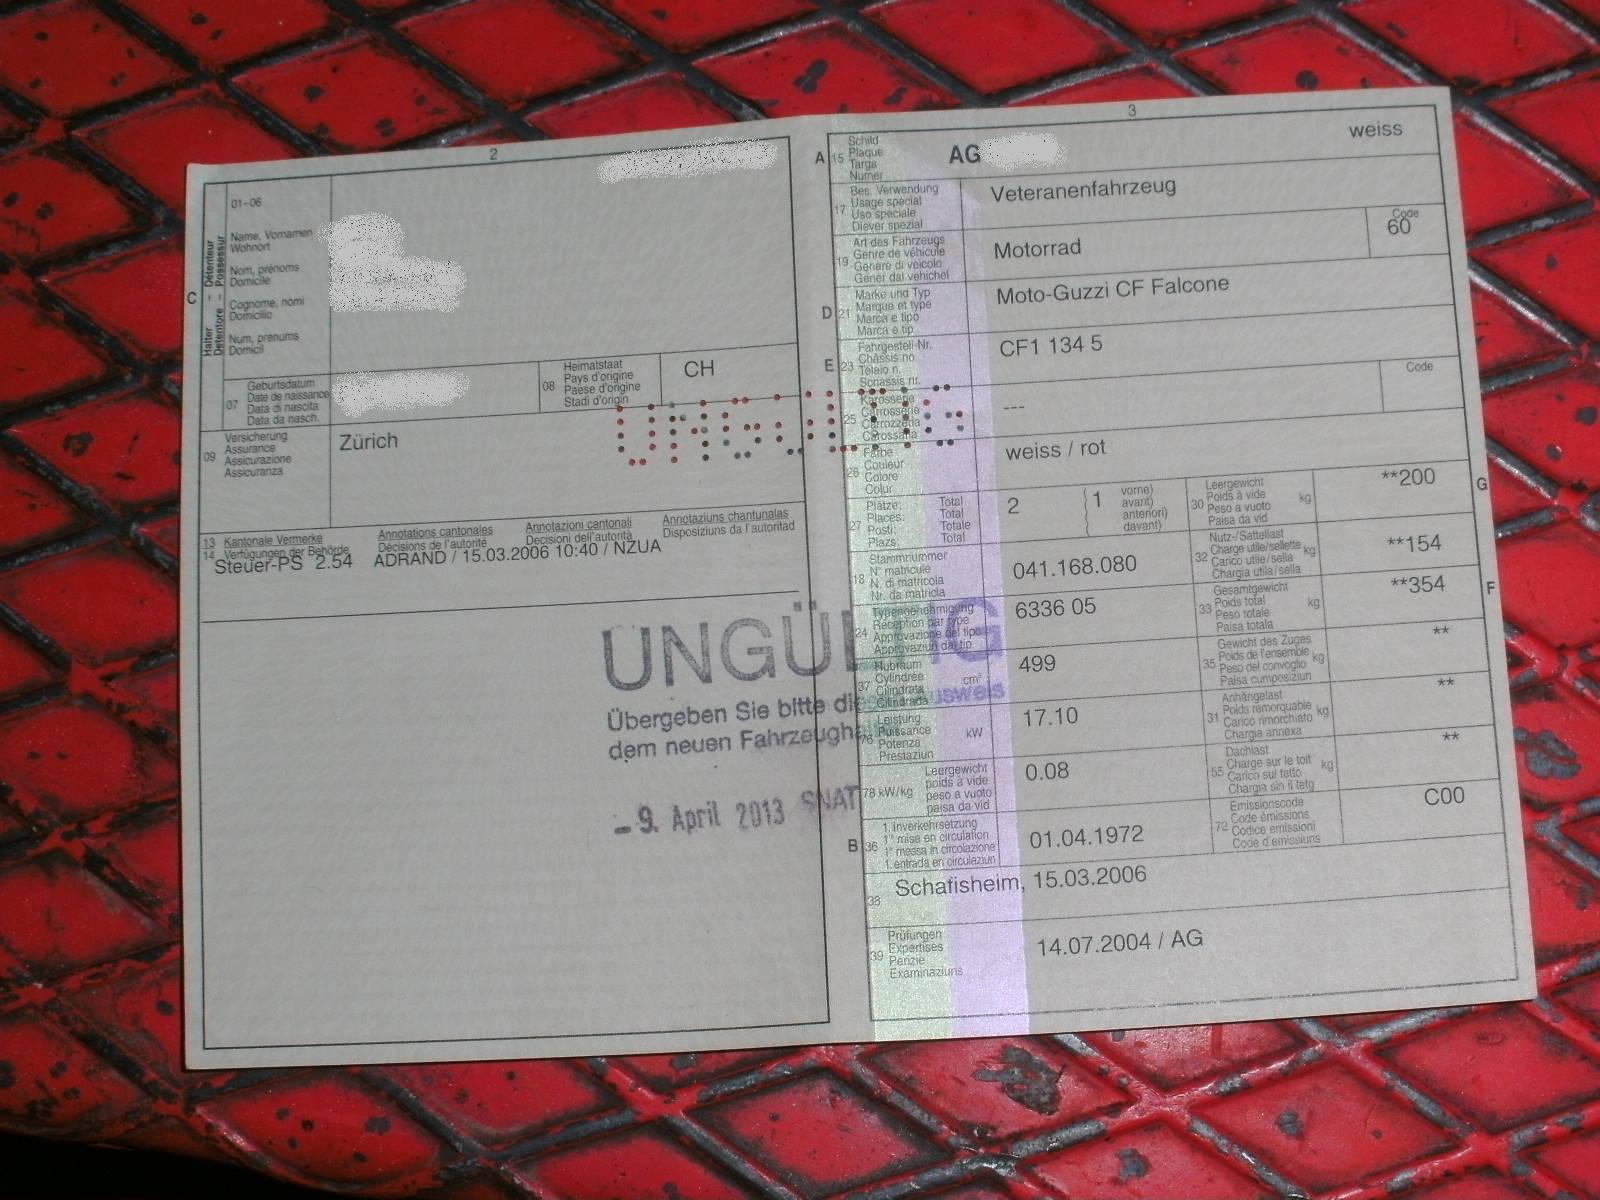 2
01–06
Name, Vornamen
Wohnort
Nom, prénoms
Domicile
Cognome, nomi
Domicilio
Num, prenums
Domicil
C
Halter – Détenteur
Detentore – Possessur
07
Geburtsdatum
Date de naissance
Data di nascita
Data da nasch.
08
Heimatstaat
Pays d'origine
Paese d'origine
Stadi d'origin
CH
09
Versicherung
Assurance
Assicurazione
Assicuranza
Zürich
UNGÜLTIG
13 Kantonale Vermerke
14 Verfügungen der Behörde
Annotations cantonales
Décisions de l'autorité
Annotazioni cantonali
Decisioni dell'autorità
Annotaziuns chantunalas
Disposiziuns da l'autoritad
Steuer-PS 2.54 ADRAND / 15.03.2006 10:40 / NZUA
UNGÜLTIG
Übergeben Sie bitte diesen Ausweis
dem neuen Fahrzeughalter
– 9. April 2013 SNAT
3
A 15
Schild
Plaque
Targa
Numer
AG
weiss
17
Bes. Verwendung
Usage spécial
Uso speciale
Diever spezial
Veteranenfahrzeug
19
Art des Fahrzeugs
Genre de véhicule
Genere di veicolo
Gener dal vehichel
Motorrad
Code
60
D 21
Marke und Typ
Marque et type
Marca e tipo
Marca e tip
Moto-Guzzi CF Falcone
E 23
Fahrgestell-Nr.
Châssis no
Telaio n.
Schassis nr.
CF1 134 5
25
Karosserie
Carrosserie
Carrozzeria
Carossaria
---
Code
26
Farbe
Couleur
Colore
Colur
weiss / rot
27
Plätze: Total
Places: Total
Posti: Totale
Plazs: Total
2
(1 vorne)
avant)
anteriori)
davant)
30
Leergewicht
Poids à vide
Peso a vuoto
Paisa da vid
kg
**200
G
18
Stammnummer
N° matricule
N. di matricola
Nr. da matricla
041.168.080
32
Nutz-/Sattellast
Charge utile/sellette
Carico utile/sella
Chargia utila/sella
kg
**154
24
Typengenehmigung
Réception par type
Approvazione del tipo
Approvaziun dal tip
6336 05
33
Gesamtgewicht
Poids total
Peso totale
Paisa totala
kg
**354
F
37
Hubraum
Cylindrée
Cilindrata
Cilindrada
cm³
499
35
Gewicht des Zuges
Poids de l'ensemble
Peso del convoglio
Paisa cumposiziun
kg
**
76
Leistung
Puissance
Potenza
Prestaziun
kW
17.10
31
Anhängelast
Poids remorquable
Carico rimorchiato
Chargia annexa
kg
**
78 kW/kg
Leergewicht
poids à vide
peso a vuoto
paisa da vid
0.08
55
Dachlast
Charge sur le toit
Carico sul tetto
Chargia sin il tetg
kg
**
B 36
1. Inverkehrsetzung
1re mise en circulation
1a messa in circolazione
1. entrada en circulaziun
01.04.1972
72
Emissionscode
Code émissions
Codice emissioni
Code d'emissiuns
C00
38
Schafisheim, 15.03.2006
39
Prüfungen
Expertises
Perizie
Examinaziuns
14.07.2004 / AG